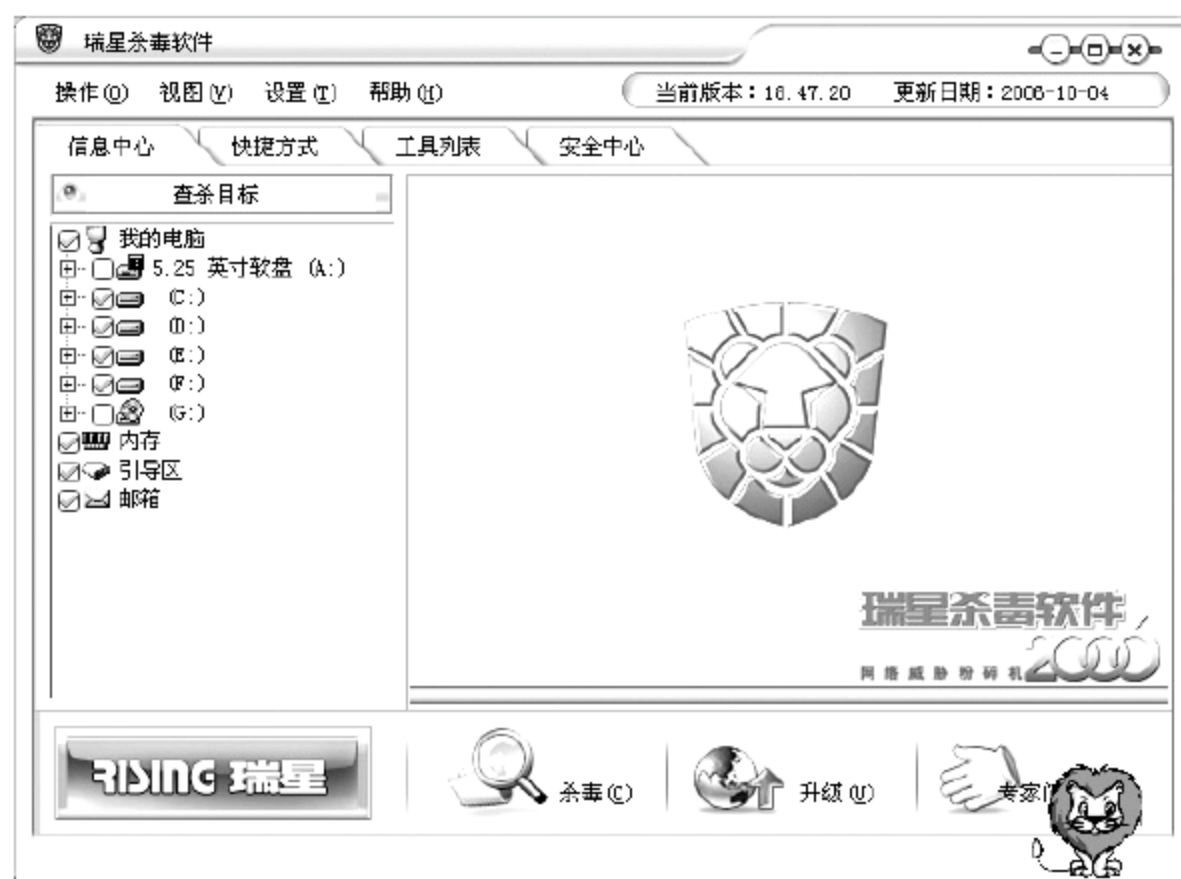 瑞星杀毒软件
操作(O) 视图(V) 设置(T) 帮助(H) 当前版本：18.47.20 更新日期：2006-10-04
信息中心 快捷方式 工具列表 安全中心
查杀目标
我的电脑
5.25 英寸软盘 (A:)
(C:)
(D:)
(E:)
(F:)
(G:)
内存
引导区
邮箱
瑞星杀毒软件
2006
网络威胁粉碎机
RISING 瑞星
杀毒(C) 升级(U) 专家